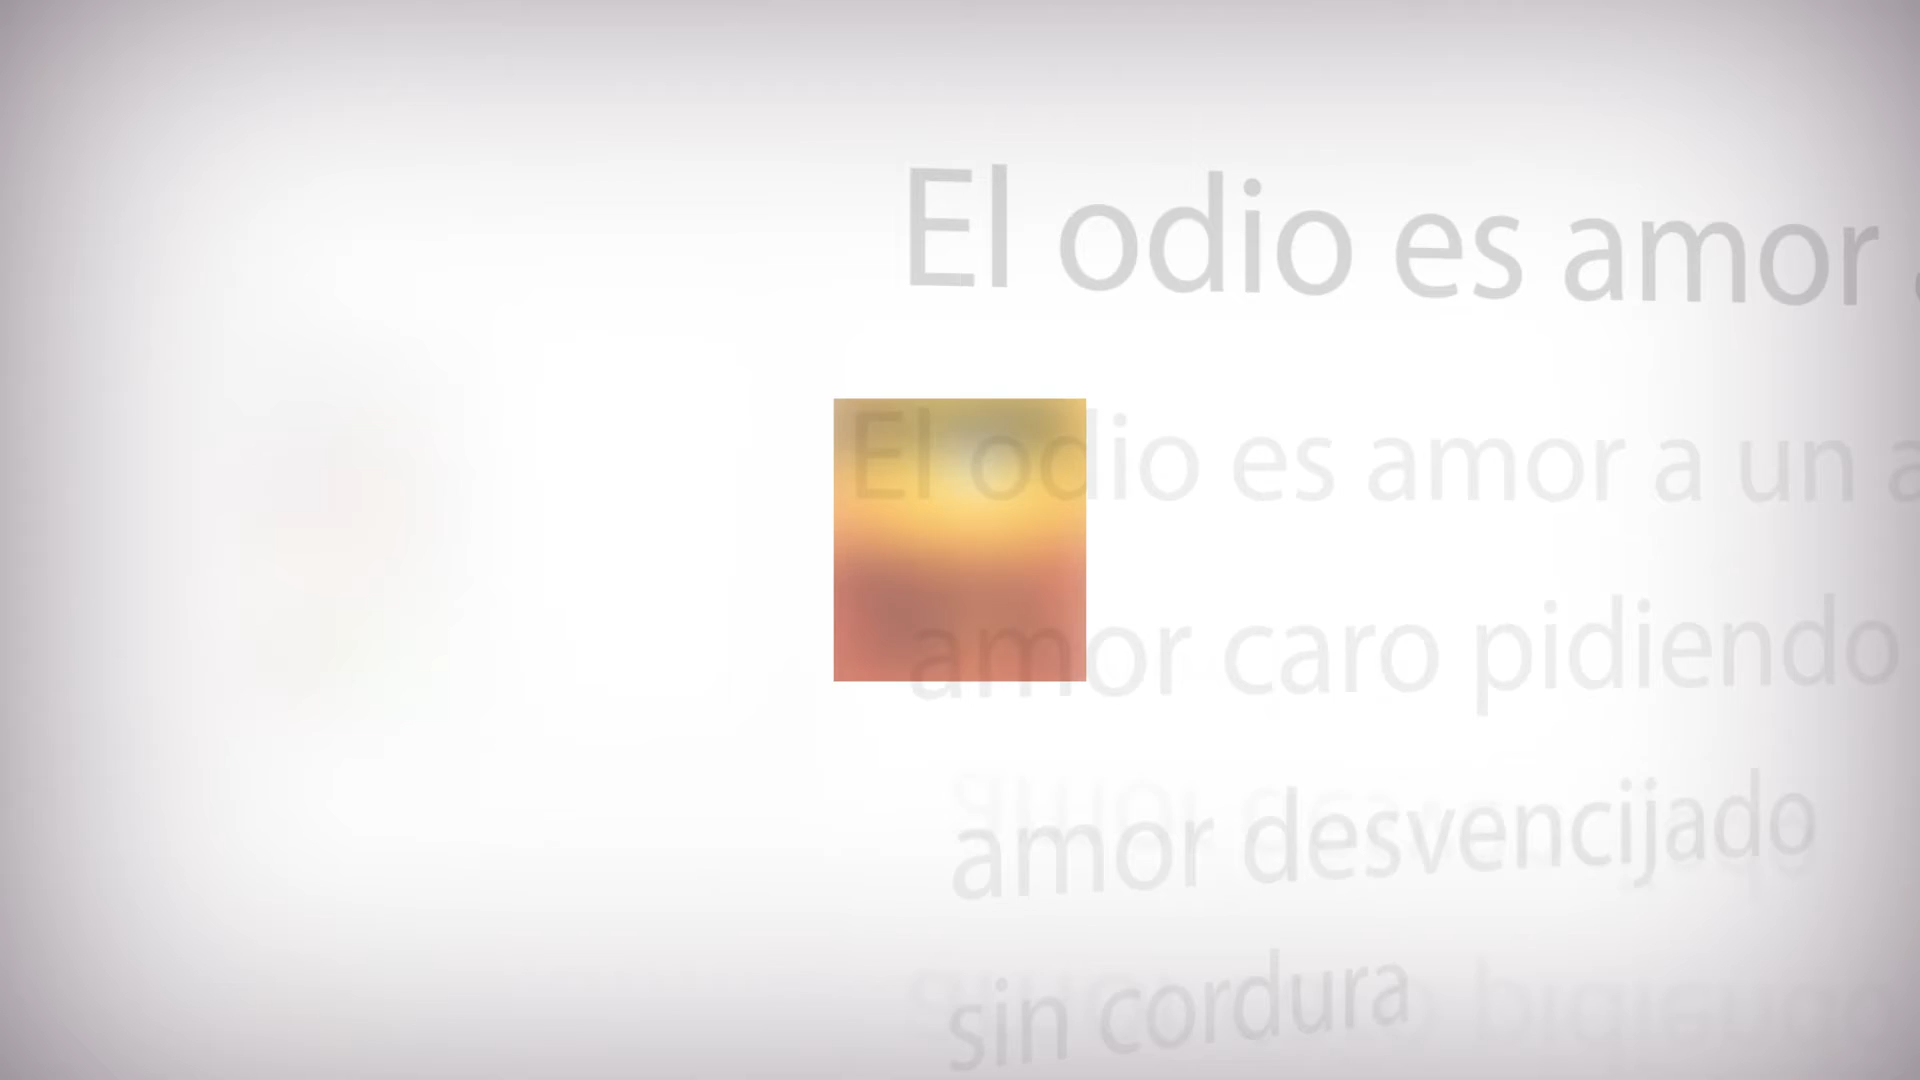 El odio es amor
El odio es amor a un
amor caro pidiendo
amor desvencijado
sin cordura